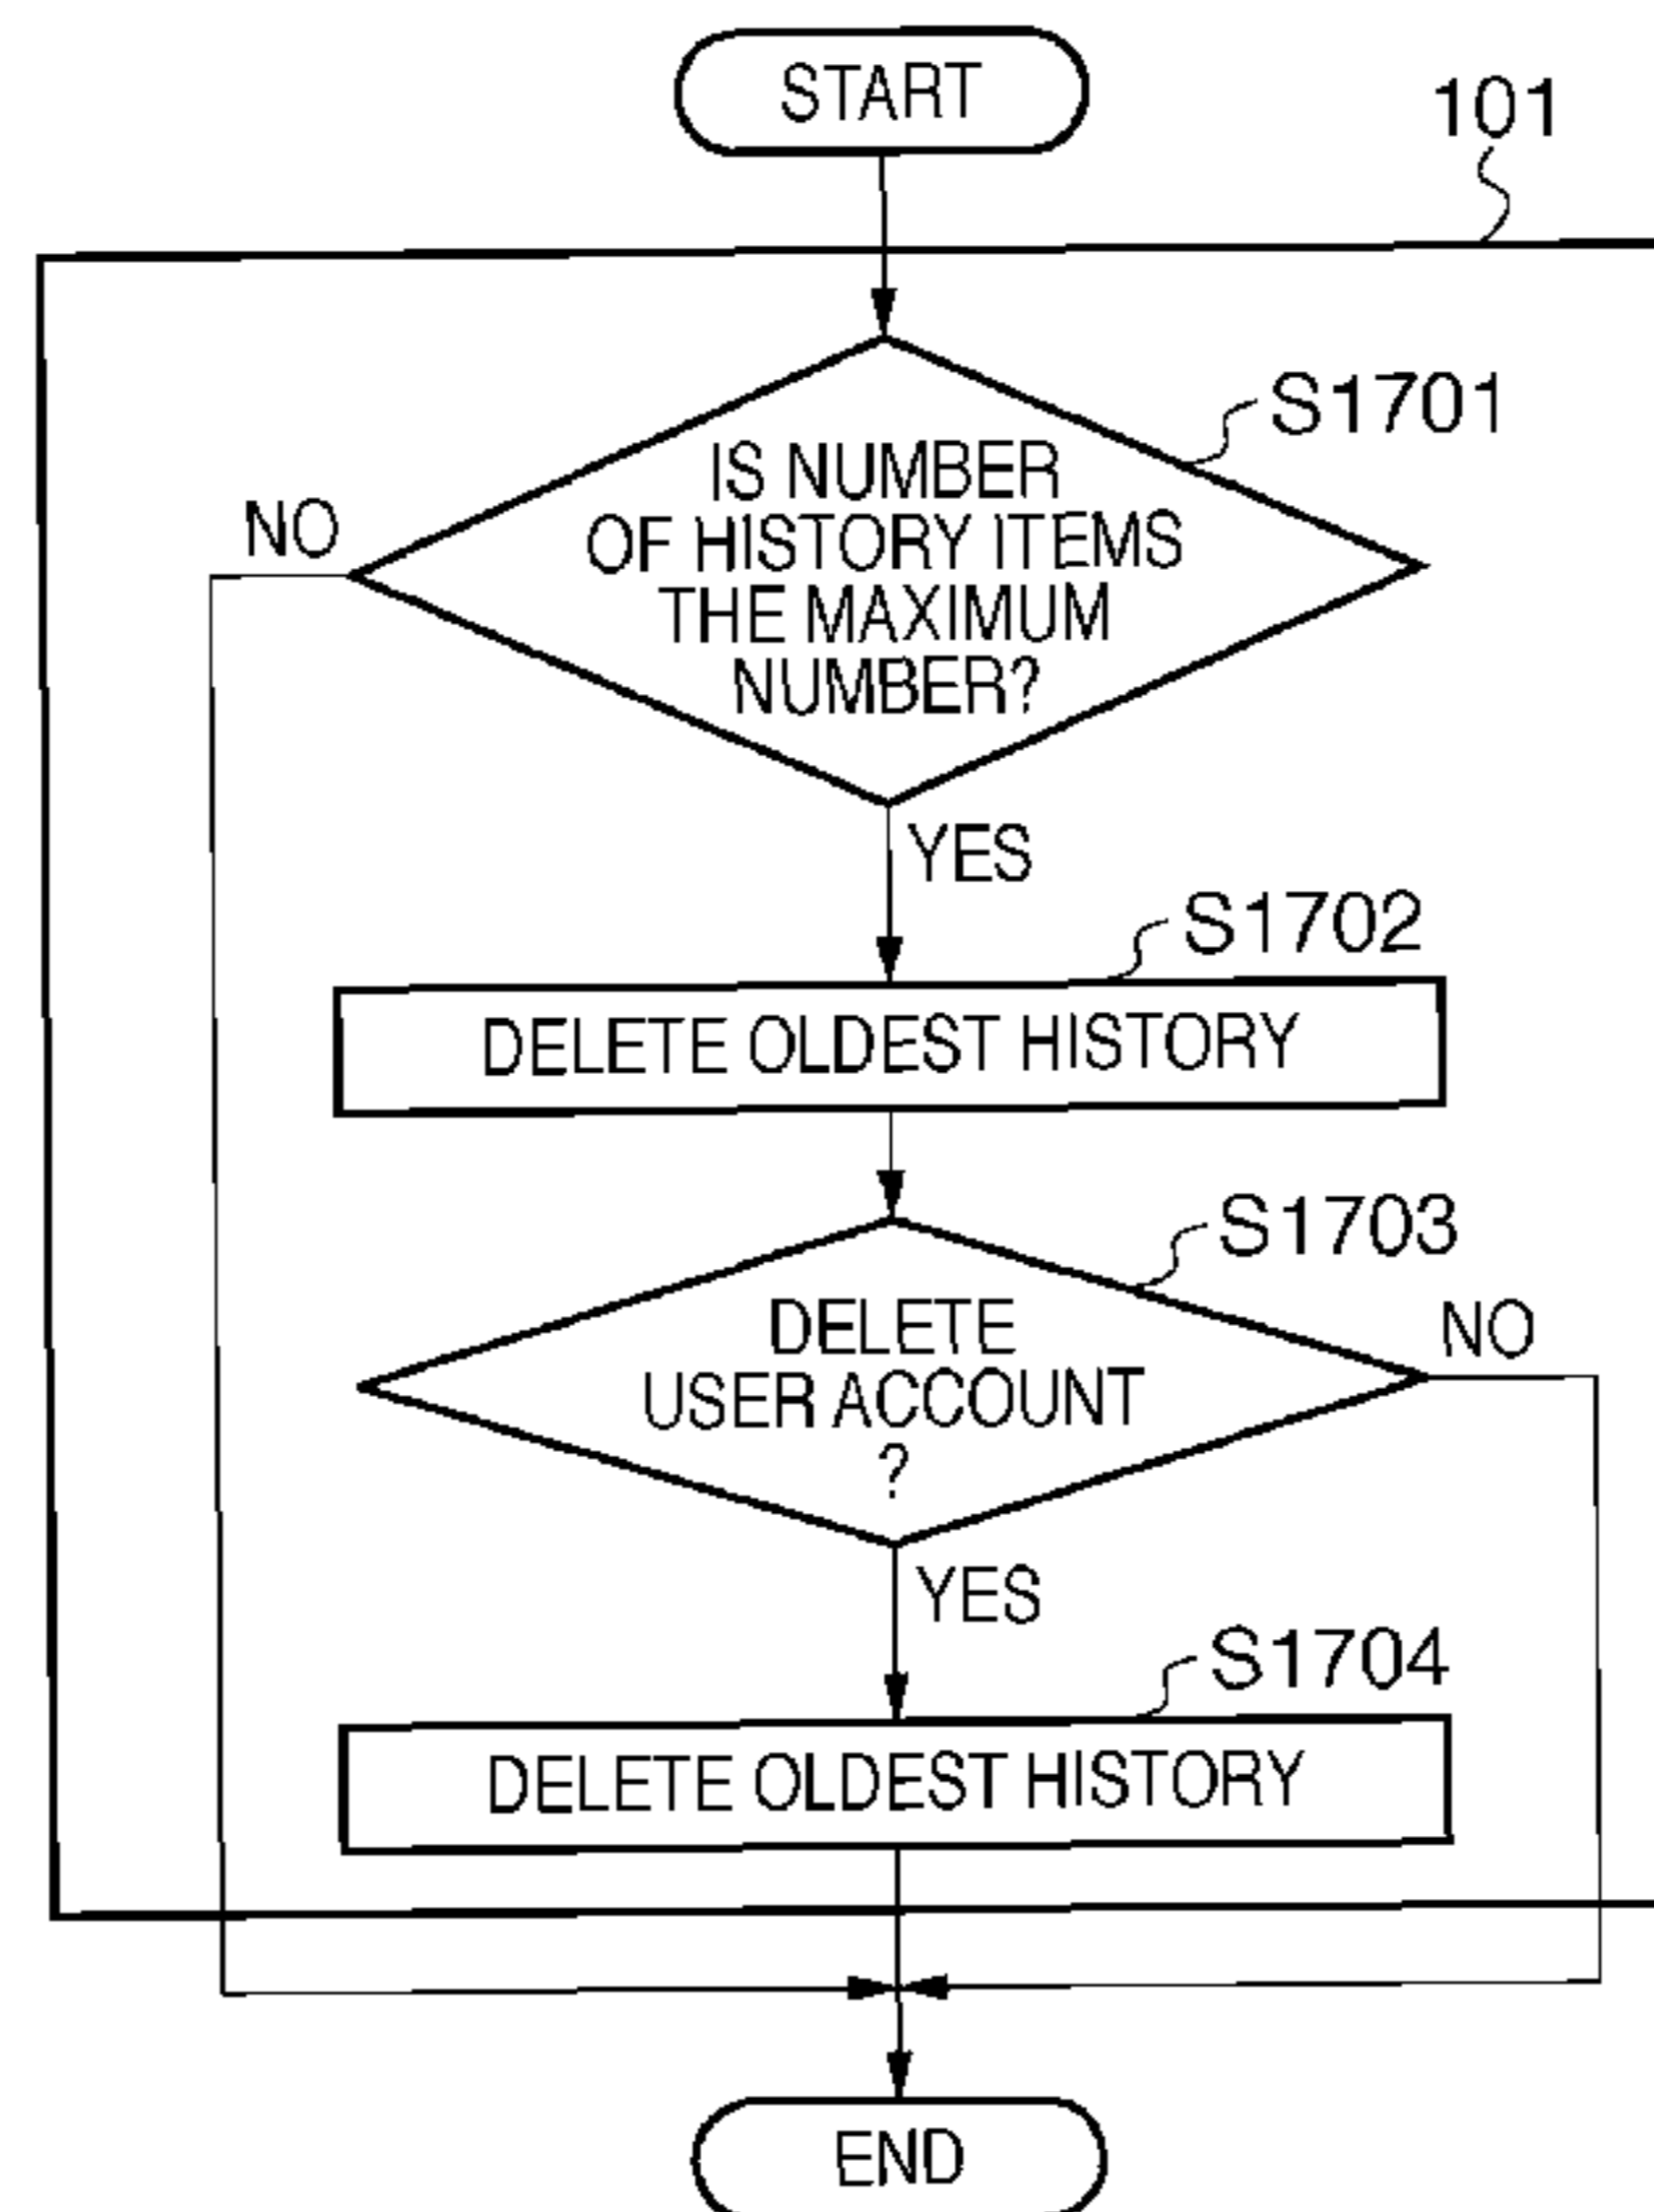 START
101
S1701
IS NUMBER
OF HISTORY ITEMS
THE MAXIMUM
NUMBER?
NO
YES
S1702
DELETE OLDEST HISTORY
S1703
DELETE
USER ACCOUNT
?
NO
YES
S1704
DELETE OLDEST HISTORY
END